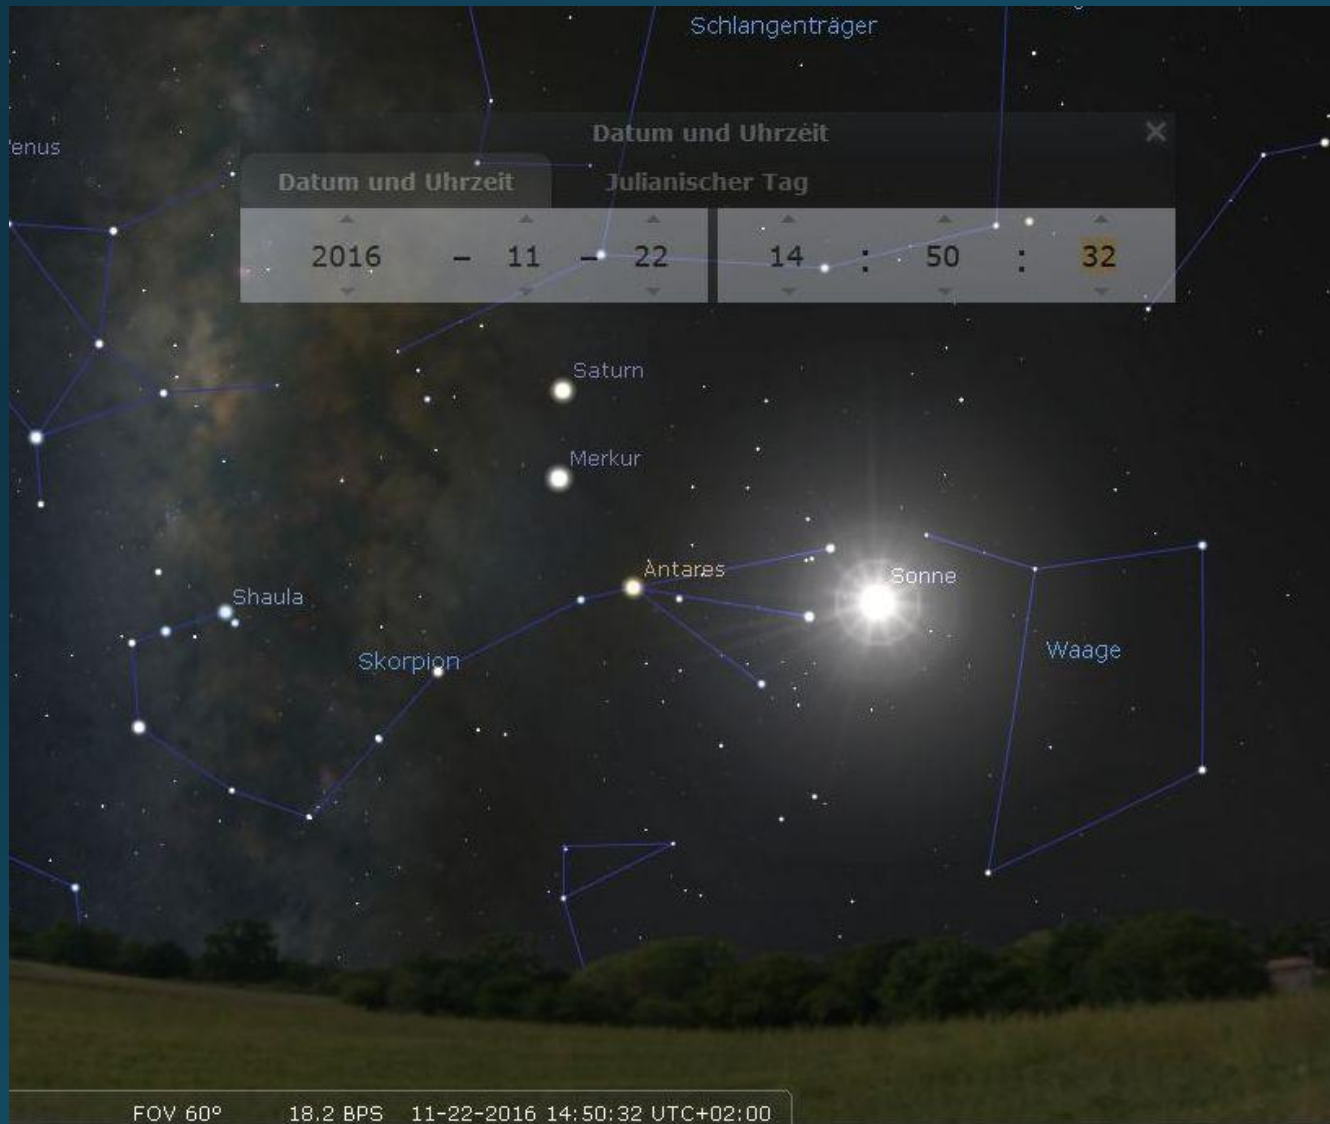 Schlangenträger
Datum und Uhrzeit
enus
Datum und Uhrzeit Julianischer Tag
2016 – 11 – 22 14 : 50 : 32
Saturn
Merkur
Antares
Sonne
Shaula
Waage
Skorpion
FOV 60° 18.2 BPS 11-22-2016 14:50:32 UTC+02:00